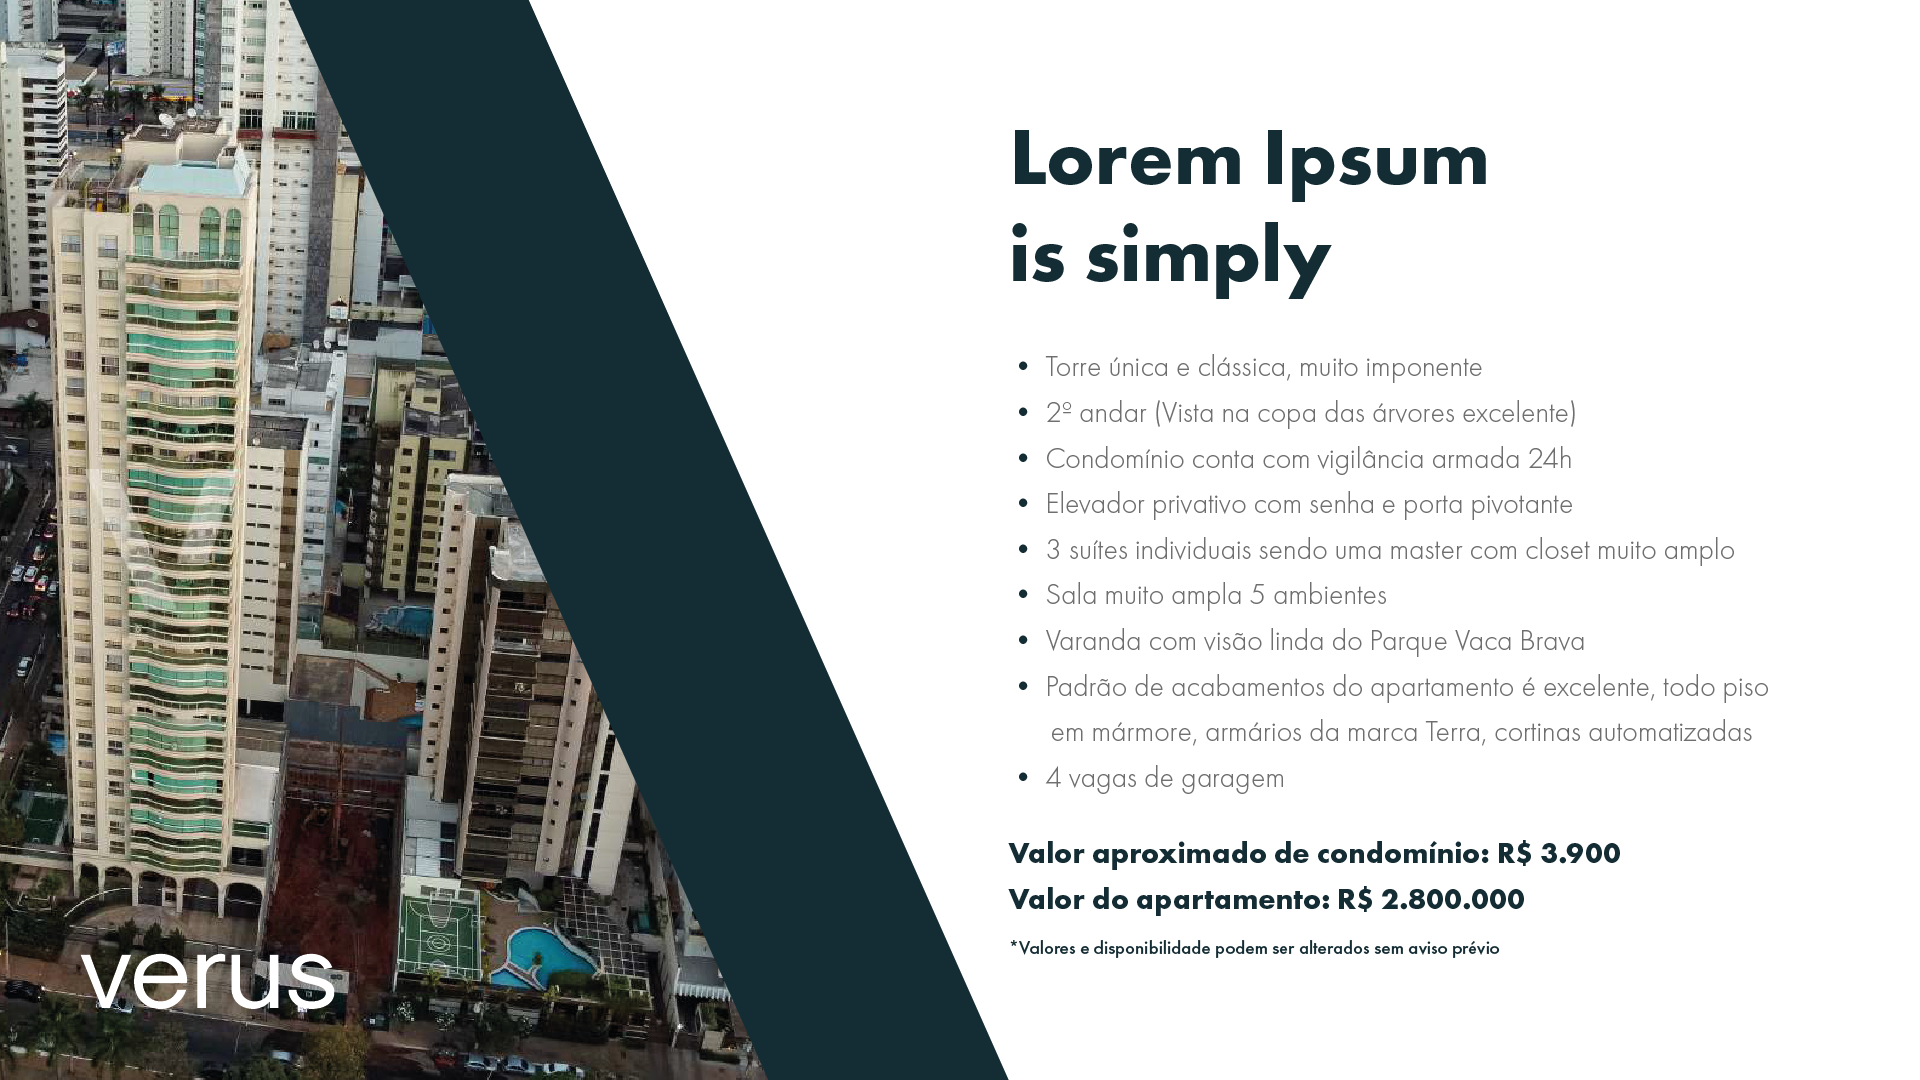 Lorem Ipsum
is simply
• Torre única e clássica, muito imponente
• 2º andar (Vista na copa das árvores excelente)
• Condomínio conta com vigilância armada 24h
• Elevador privativo com senha e porta pivotante
• 3 suítes individuais sendo uma master com closet muito amplo
• Sala muito ampla 5 ambientes
• Varanda com visão linda do Parque Vaca Brava
• Padrão de acabamentos do apartamento é excelente, todo piso
em mármore, armários da marca Terra, cortinas automatizadas
• 4 vagas de garagem
Valor aproximado de condomínio: R$ 3.900
Valor do apartamento: R$ 2.800.000
*Valores e disponibilidade podem ser alterados sem aviso prévio
verus